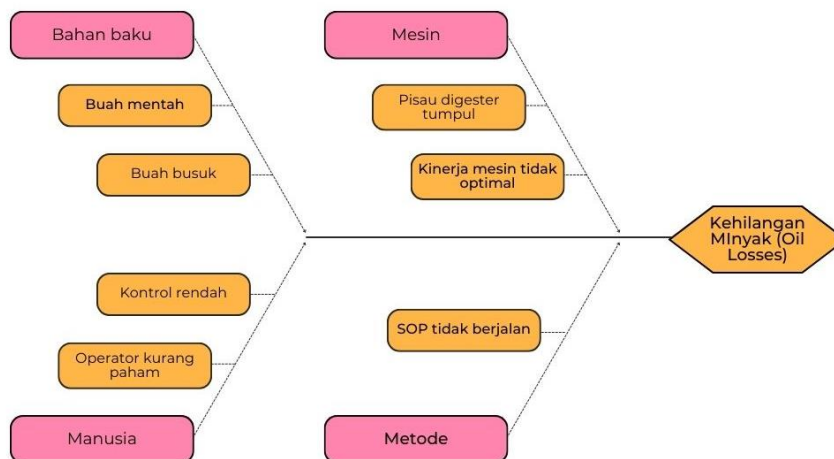 Bahan baku
Mesin
Buah mentah
Pisau digester
tumpul
Buah busuk
Kinerja mesin tidak
optimal
Kehilangan
MInyak (Oil
Losses)
Kontrol rendah
SOP tidak berjalan
Operator kurang
paham
Manusia
Metode